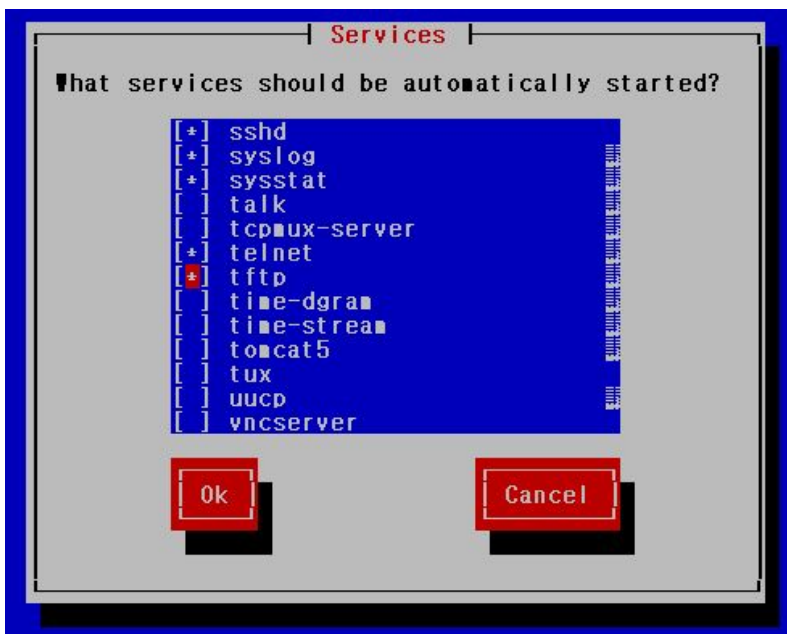 Services
What services should be automatically started?
[*] sshd
[*] syslog
[*] sysstat
[ ] talk
[ ] tcpmux-server
[*] telnet
[*] tftp
[ ] time-dgram
[ ] time-stream
[ ] tomcat5
[ ] tux
[ ] uucp
[ ] vncserver
Ok Cancel